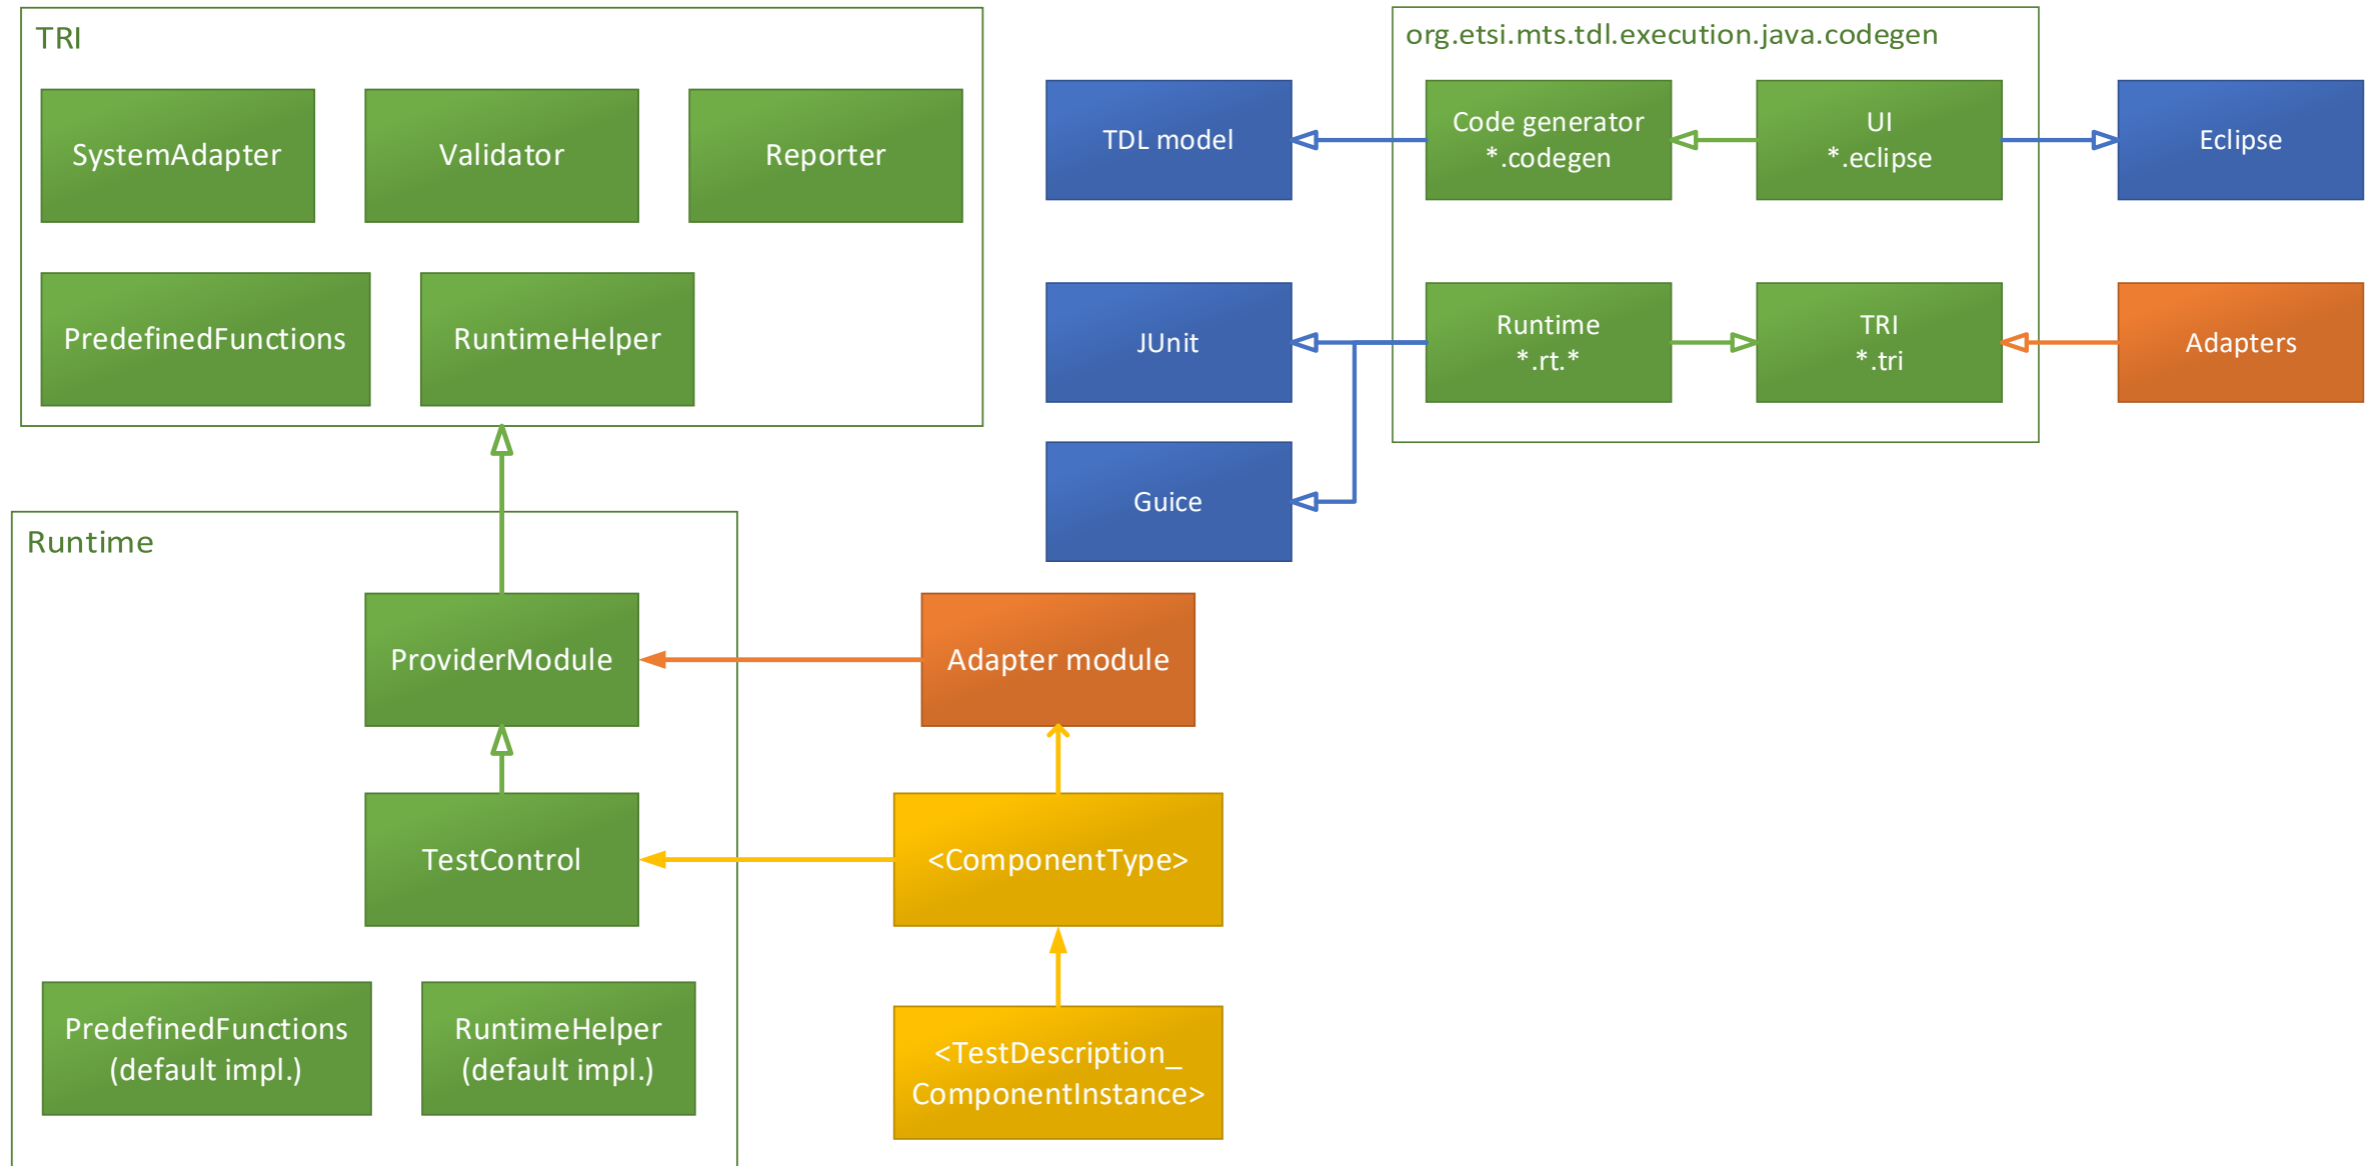 TRI
SystemAdapter
Validator
Reporter
PredefinedFunctions
RuntimeHelper
org.etsi.mts.tdl.execution.java.codegen
TDL model
Code generator
*.codegen
UI
*.eclipse
Eclipse
JUnit
Runtime
*.rt.*
TRI
*.tri
Adapters
Guice
Runtime
ProviderModule
Adapter module
TestControl
<ComponentType>
PredefinedFunctions
(default impl.)
RuntimeHelper
(default impl.)
<TestDescription_
ComponentInstance>